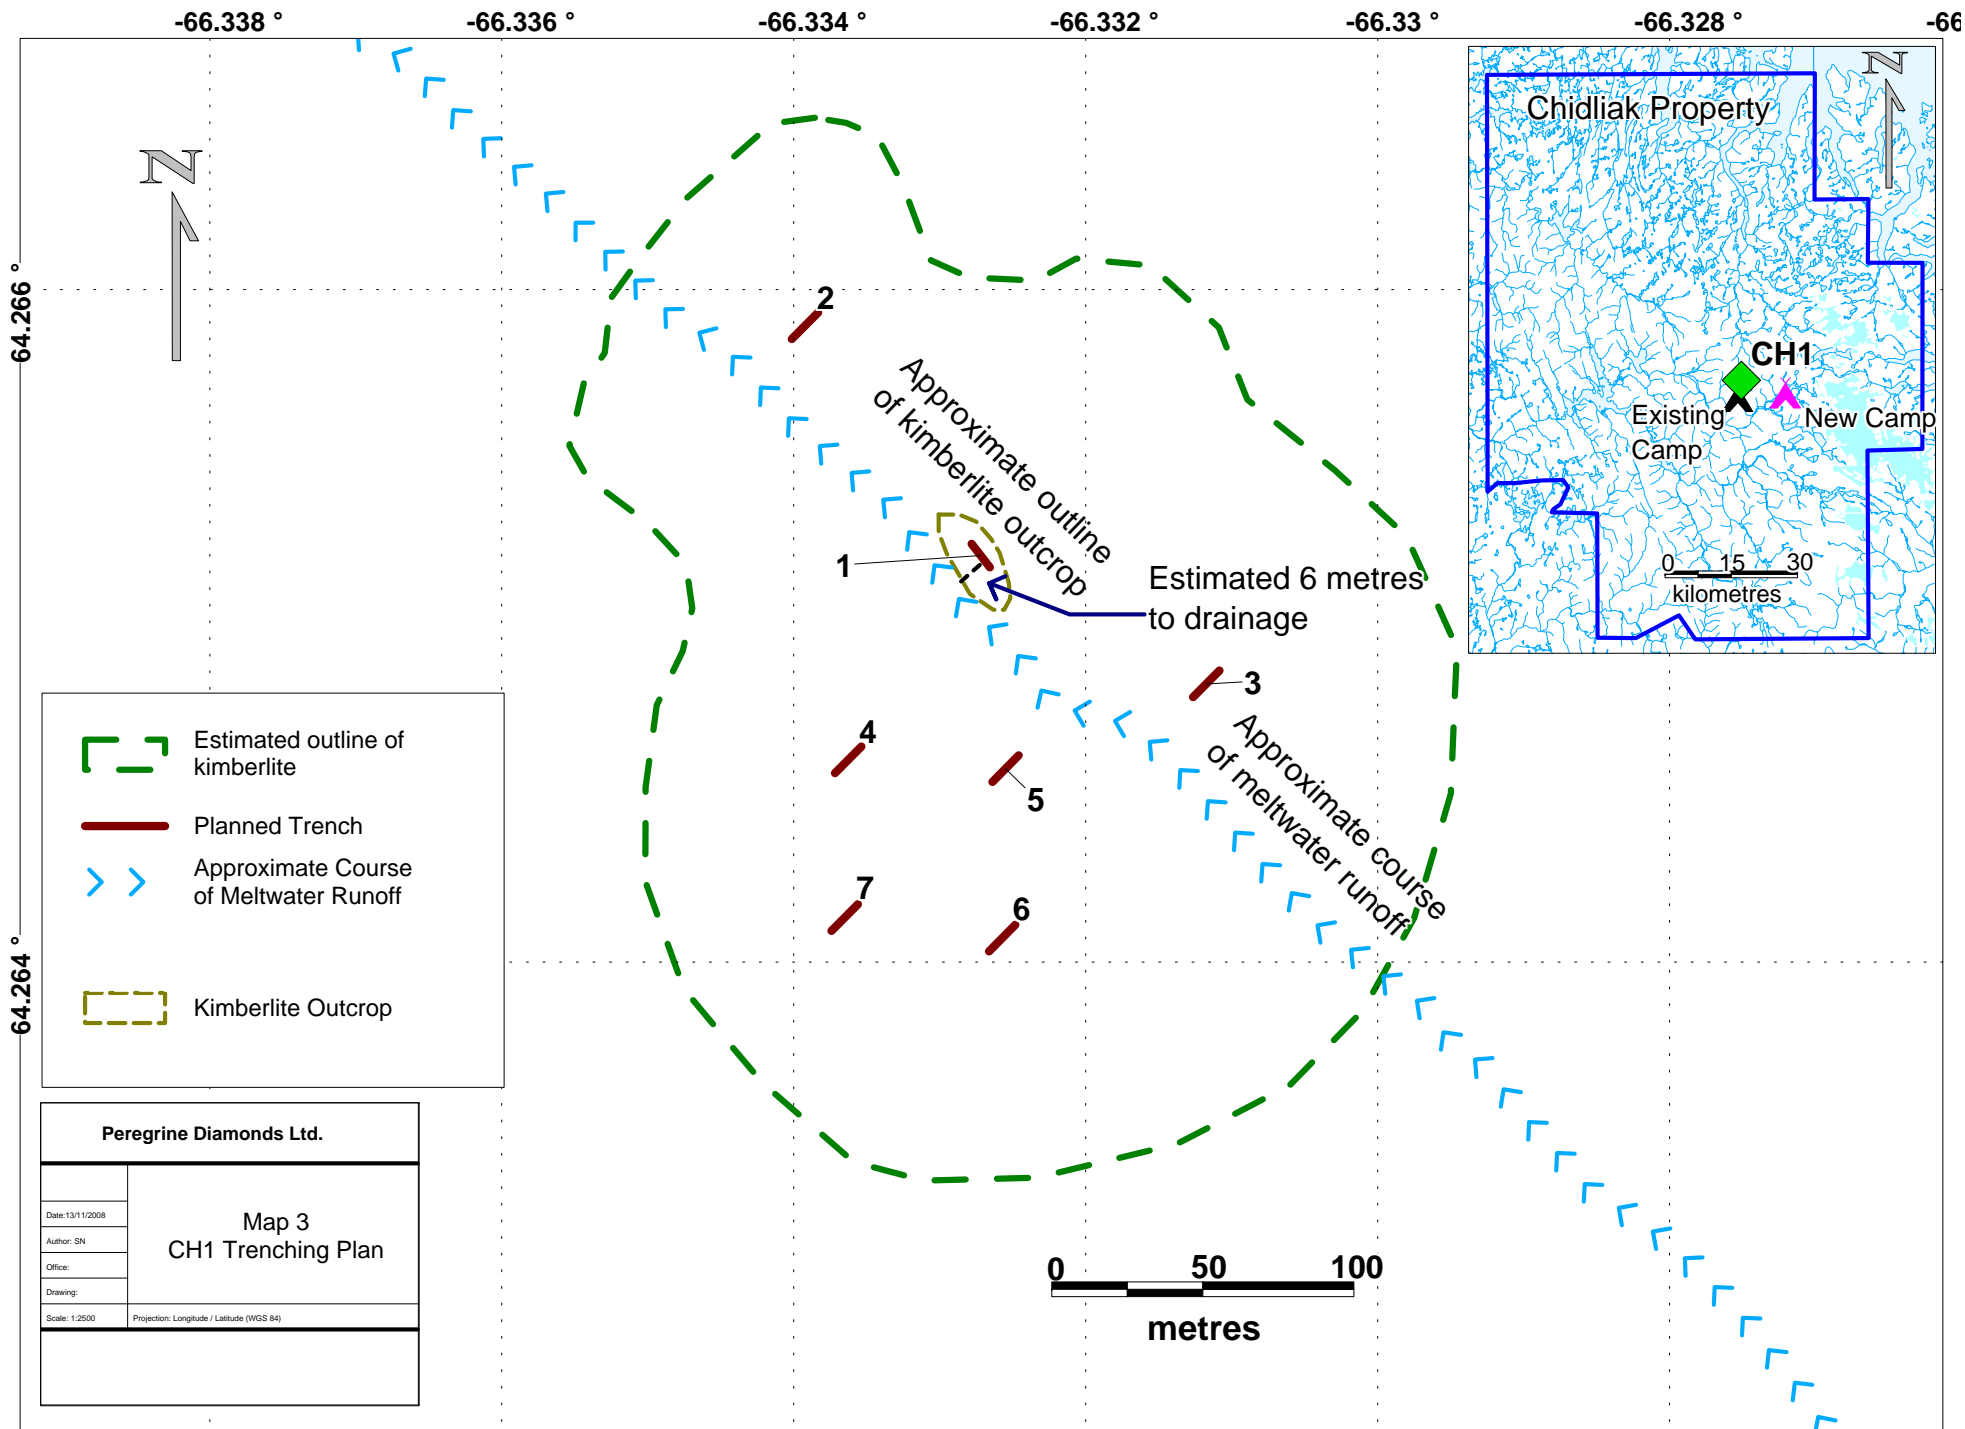 -66.338 °
-66.336 °
-66.334 °
-66.332 °
-66.33 °
-66.328 °
-66
64.266 °
64.264 °
N
N
Chidliak Property
CH1
Existing
Camp
New Camp
0 15 30
kilometres
2
Approximate outline
of kimberlite outcrop
1
Estimated 6 metres
to drainage
3
4
5
Approximate course
of meltwater runoff
7
6
Estimated outline of
kimberlite
Planned Trench
Approximate Course
of Meltwater Runoff
Kimberlite Outcrop
Peregrine Diamonds Ltd.
Date:13/11/2008
Author: SN
Office:
Drawing:
Scale: 1:2500
Map 3
CH1 Trenching Plan
Projection: Longitude / Latitude (WGS 84)
0 50 100
metres